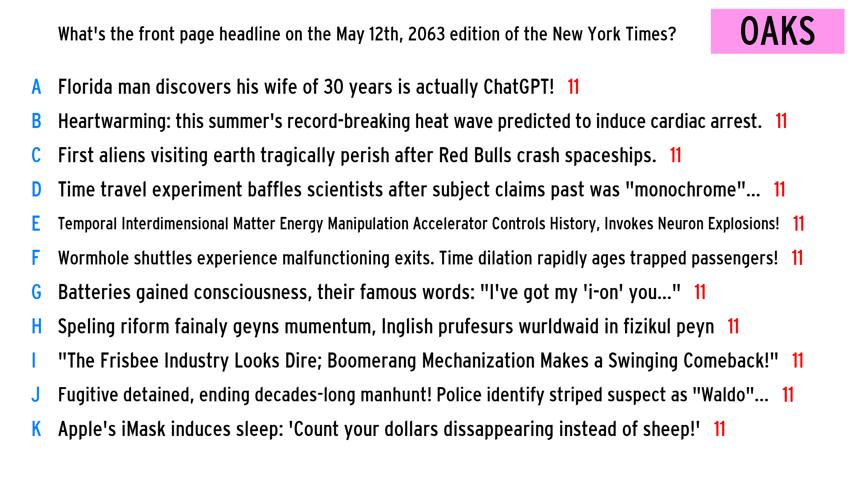 What's the front page headline on the May 12th, 2063 edition of the New York Times?
OAKS
A Florida man discovers his wife of 30 years is actually ChatGPT! 11
B Heartwarming: this summer's record-breaking heat wave predicted to induce cardiac arrest. 11
C First aliens visiting earth tragically perish after Red Bulls crash spaceships. 11
D Time travel experiment baffles scientists after subject claims past was "monochrome"... 11
E Temporal Interdimensional Matter Energy Manipulation Accelerator Controls History, Invokes Neuron Explosions! 11
F Wormhole shuttles experience malfunctioning exits. Time dilation rapidly ages trapped passengers! 11
G Batteries gained consciousness, their famous words: "I've got my 'i-on' you..." 11
H Speling riform fainaly geyns mumentum, Inglish prufesurs wurldwaid in fizikul peyn 11
I "The Frisbee Industry Looks Dire; Boomerang Mechanization Makes a Swinging Comeback!" 11
J Fugitive detained, ending decades-long manhunt! Police identify striped suspect as "Waldo"... 11
K Apple's iMask induces sleep: 'Count your dollars dissappearing instead of sheep!' 11